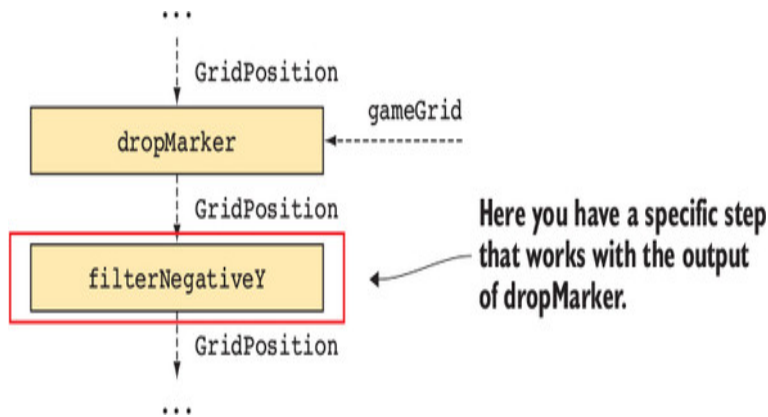 ...
GridPosition
gameGrid
dropMarker
GridPosition
Here you have a specific step
that works with the output
of dropMarker.
filterNegativeY
GridPosition
...